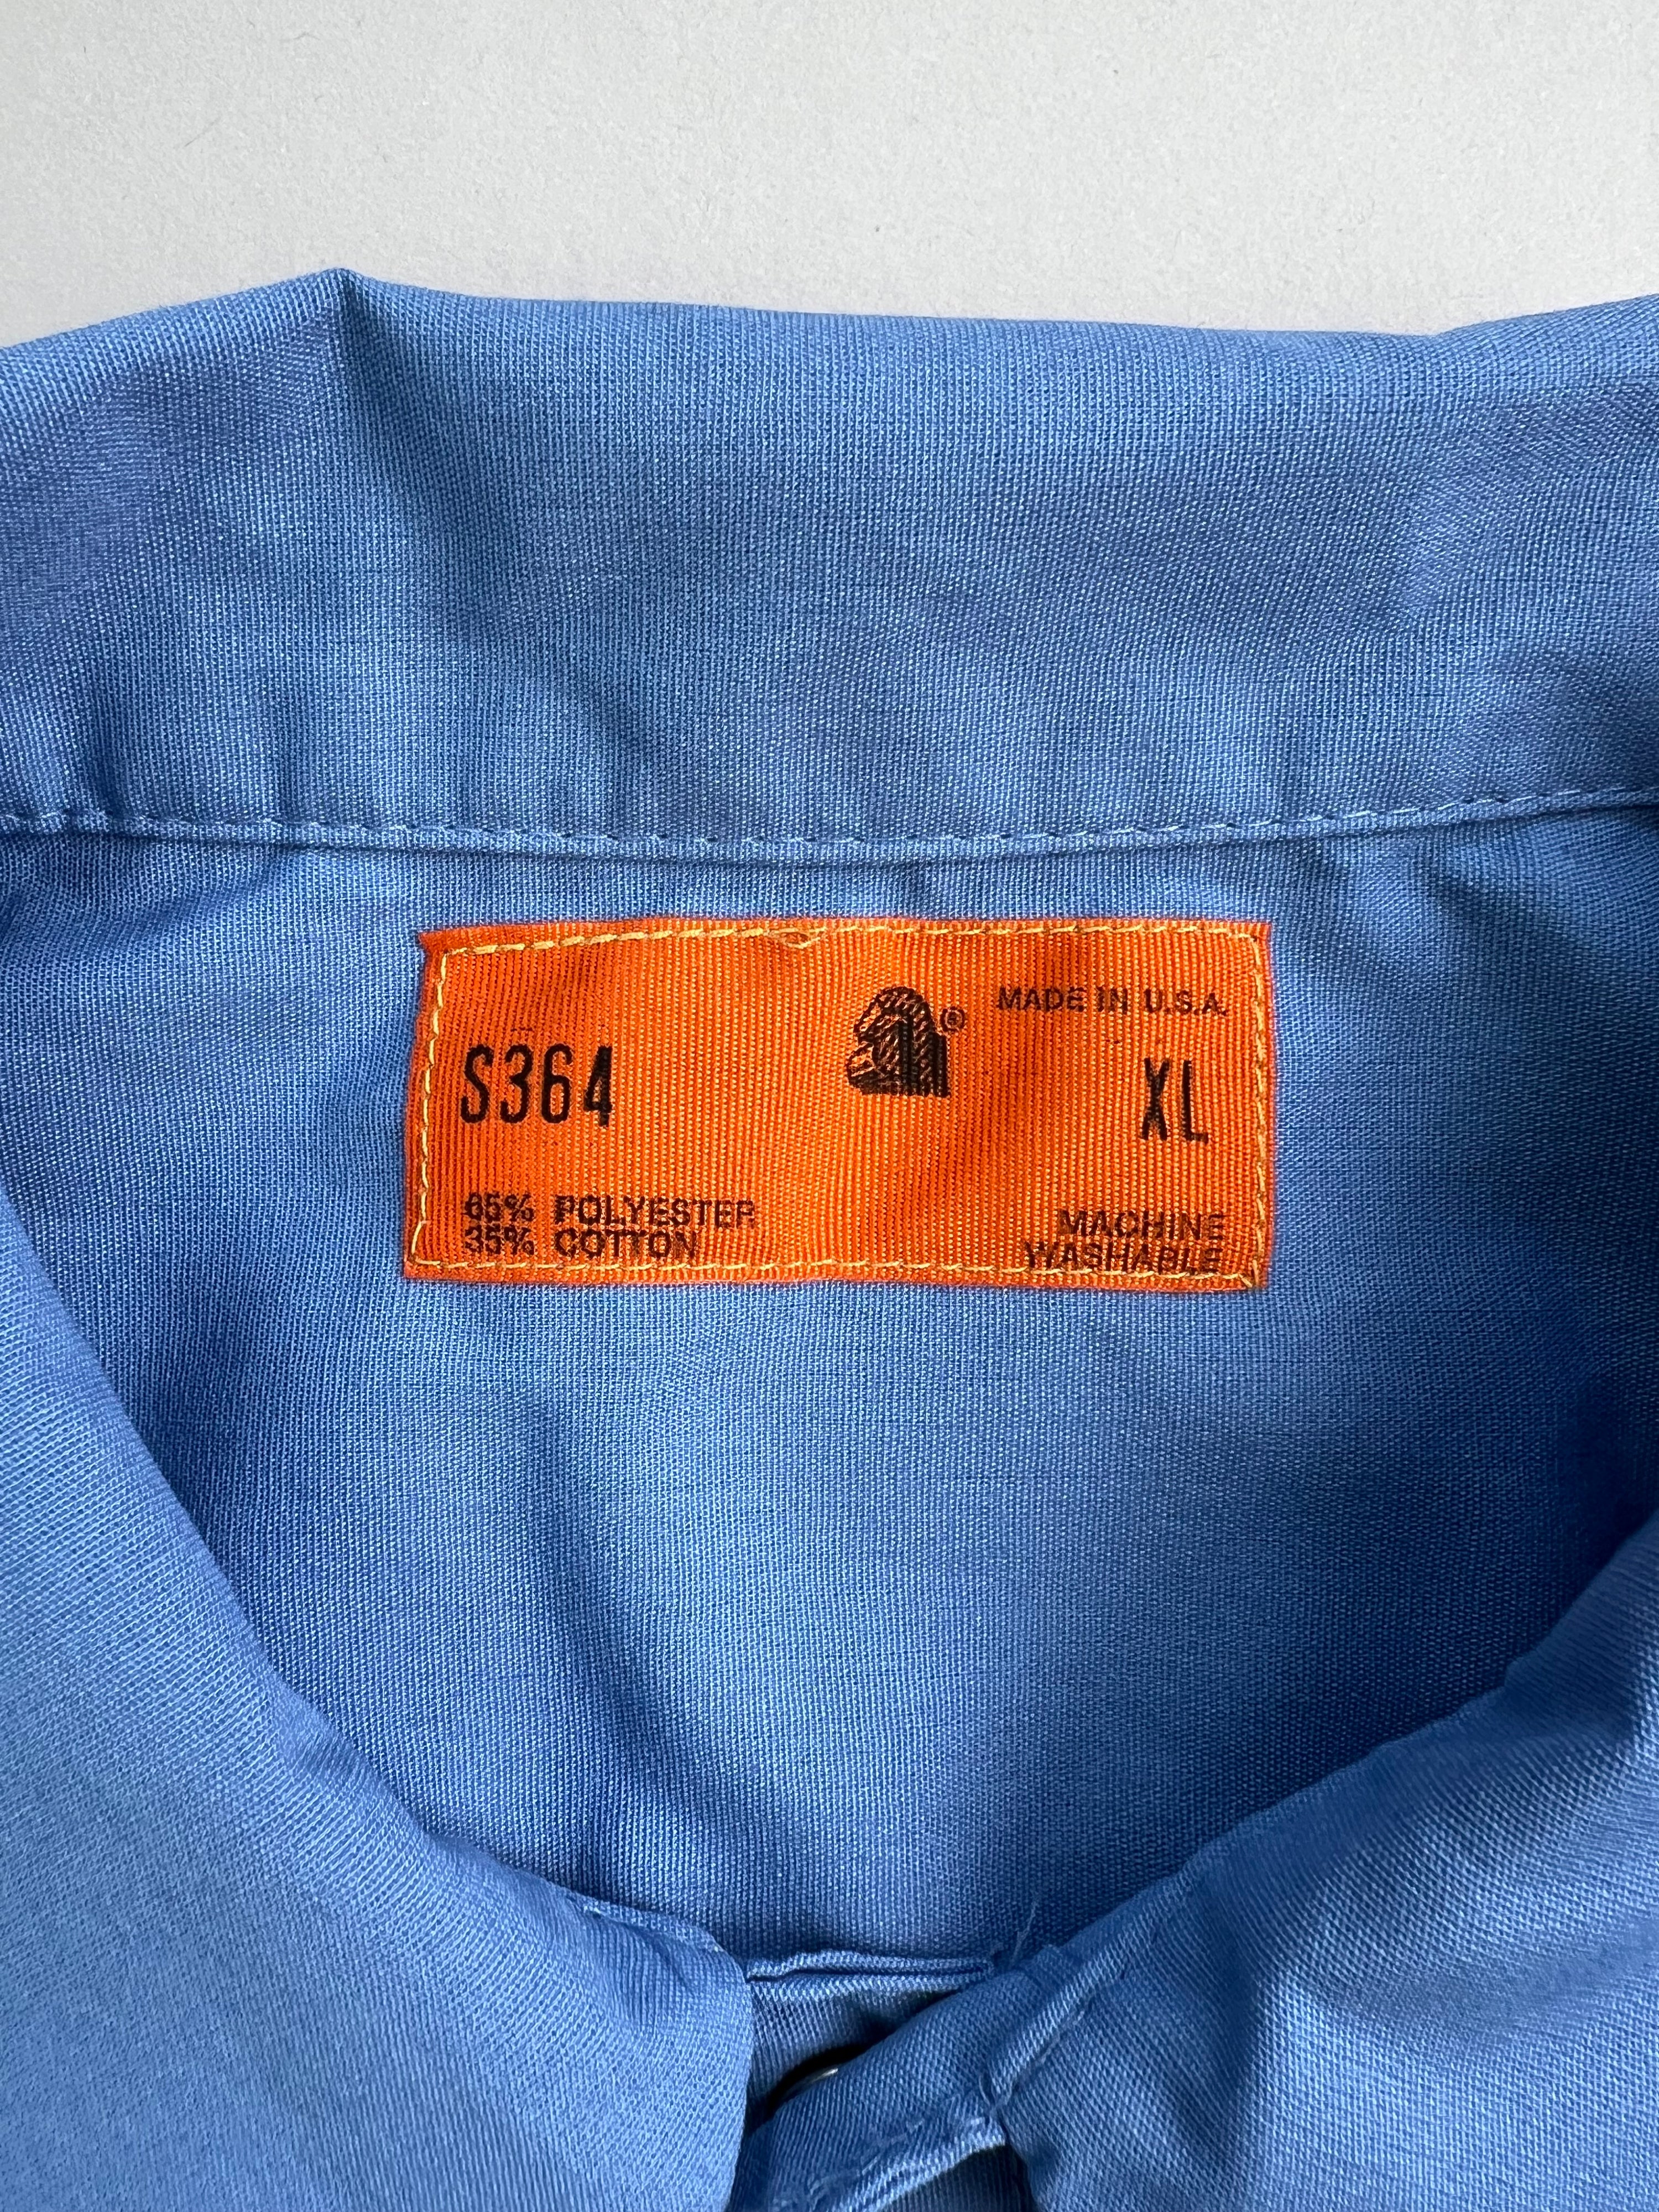 MADE IN U.S.A.
®
S364
XL
65% POLYESTER
35% COTTON
MACHINE
WASHABLE